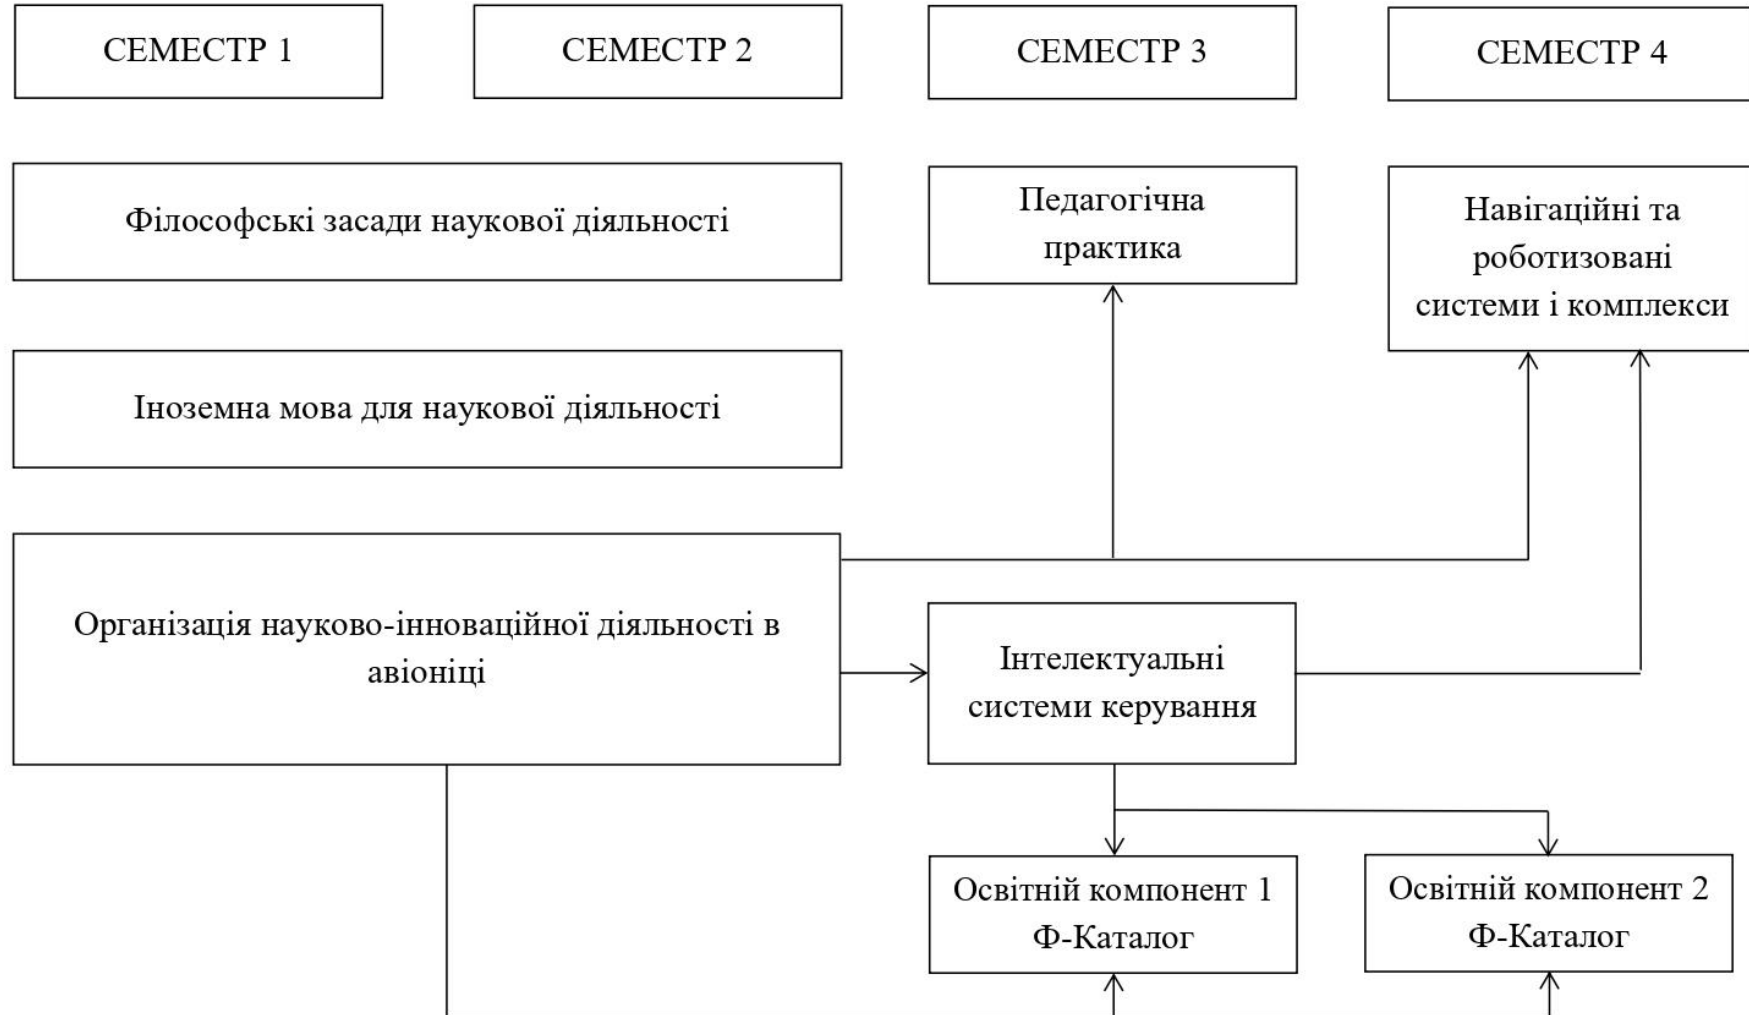 СЕМЕСТР 1
СЕМЕСТР 2
СЕМЕСТР 3
СЕМЕСТР 4
Філософські засади наукової діяльності
Педагогічна
практика
Навігаційні та
роботизовані
системи і комплекси
Іноземна мова для наукової діяльності
Організація науково-інноваційної діяльності в
авіоніці
Інтелектуальні
системи керування
Освітній компонент 1
Ф-Каталог
Освітній компонент 2
Ф-Каталог